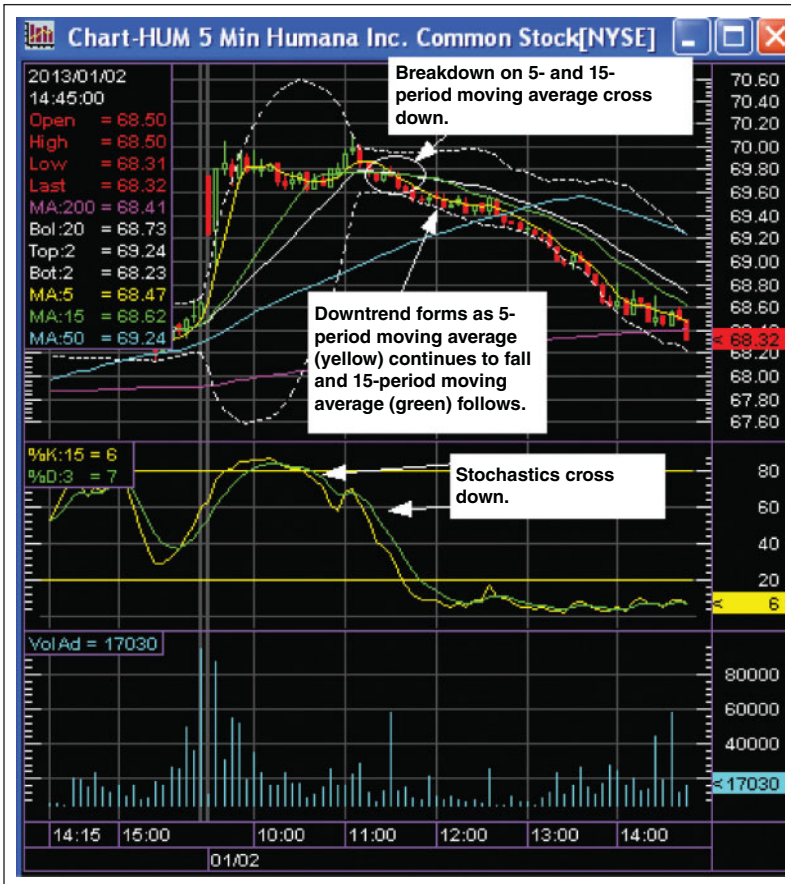 Chart-HUM 5 Min Humana Inc. Common Stock[NYSE]
2013/01/02
14:45:00
Open = 68.50
High = 68.50
Low = 68.31
Last = 68.32
MA:200 = 68.41
Bol:20 = 68.73
Top:2 = 69.24
Bot:2 = 68.23
MA:5 = 68.47
MA:15 = 68.62
MA:50 = 69.24
Breakdown on 5- and 15-
period moving average cross
down.
Downtrend forms as 5-
period moving average
(yellow) continues to fall
and 15-period moving
average (green) follows.
70.60
70.40
70.20
70.00
69.80
69.60
69.40
69.20
69.00
68.80
68.60
< 68.32
68.20
68.00
67.80
67.60
%K:15 = 6
%D:3 = 7
Stochastics cross
down.
80
60
40
20
< 6
Vol Ad = 17030
80000
60000
40000
<17030
14:15 15:00 10:00 11:00 12:00 13:00 14:00
01/02